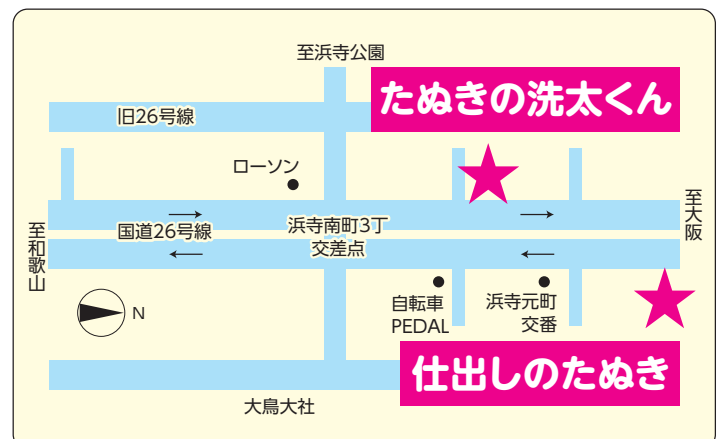 至浜寺公園
たぬきの洗太くん
旧26号線
ローソン
至大阪
国道26号線
浜寺南町3丁
交差点
至和歌山
自転車
PEDAL
浜寺元町
交番
N
仕出しのたぬき
大鳥大社